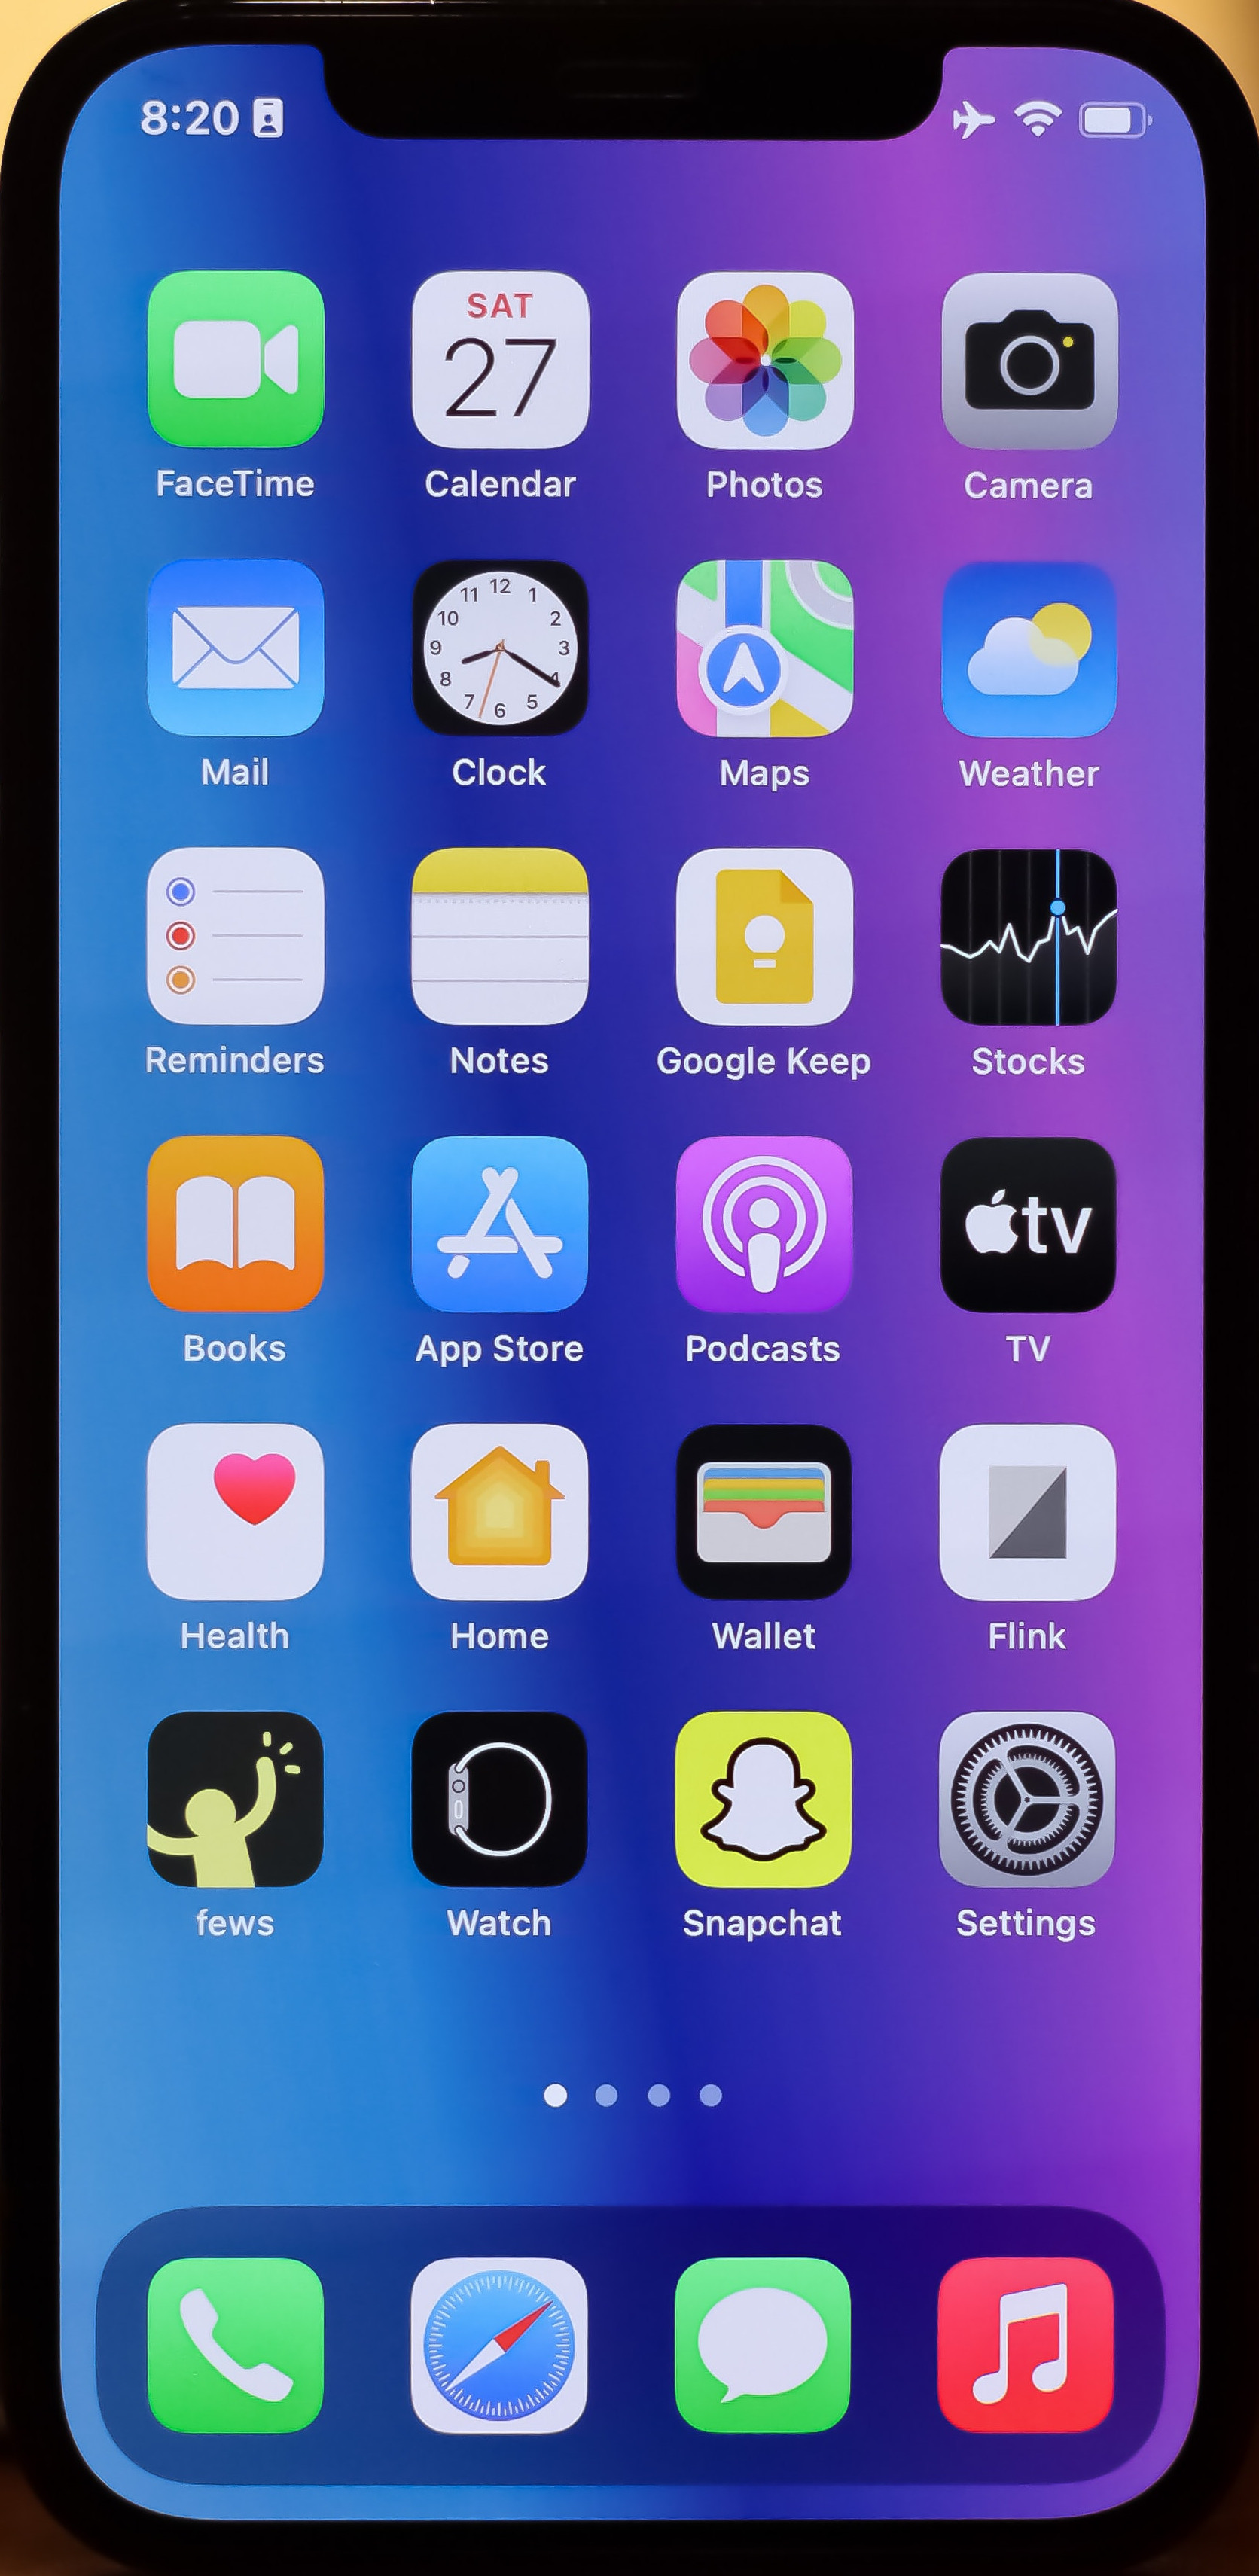 8:20
SAT
27
FaceTime Calendar Photos Camera
12
11 1
10 2
9 3
8 4
7 5
6
Mail Clock Maps Weather
Reminders Notes Google Keep Stocks
tv
Books App Store Podcasts TV
Health Home Wallet Flink
fews Watch Snapchat Settings